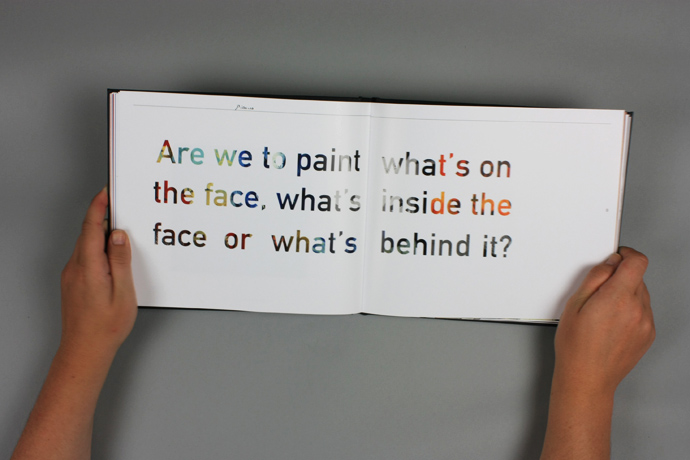 Are we to paint what's on
the face, what's inside the
face or what's behind it?